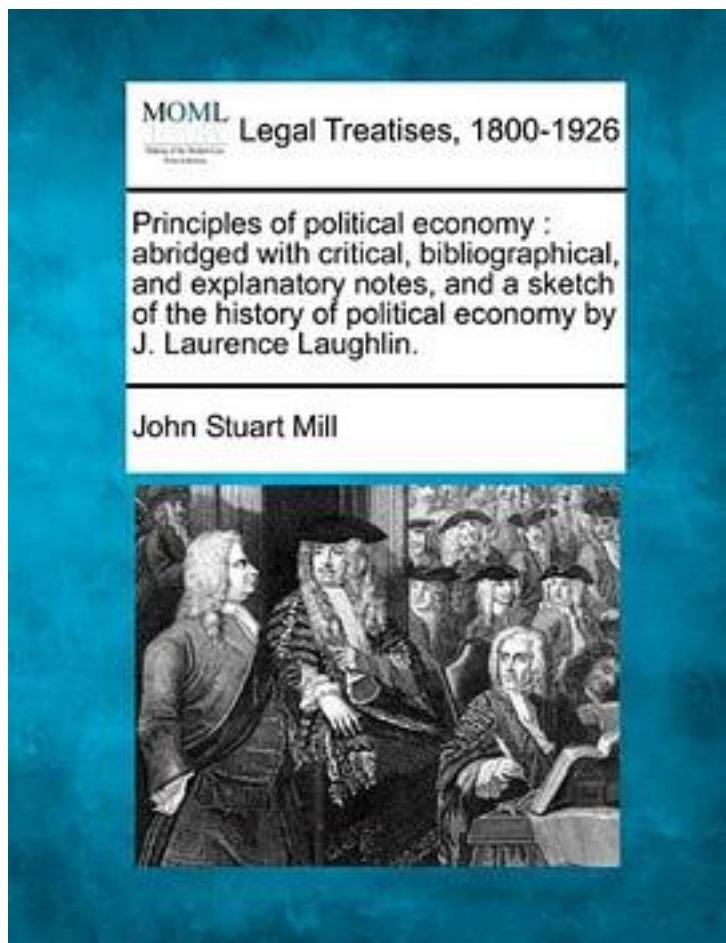 MOML
Legal Treatises, 1800-1926
Principles of political economy :
abridged with critical, bibliographical,
and explanatory notes, and a sketch
of the history of political economy by
J. Laurence Laughlin.
John Stuart Mill